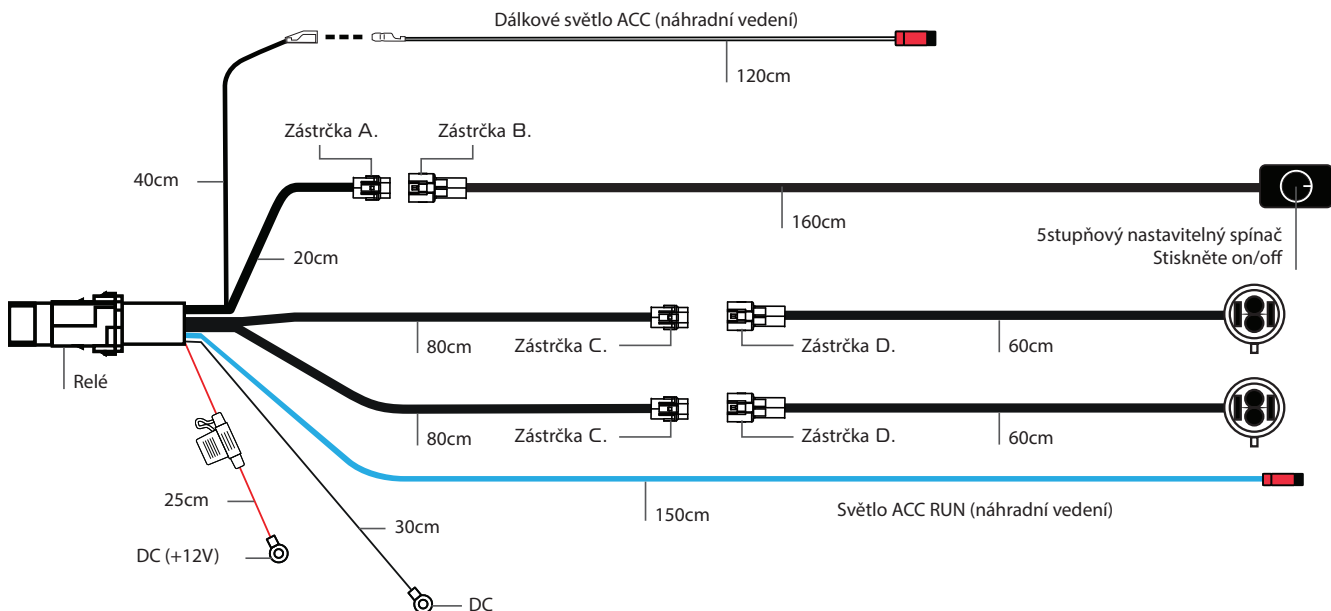 Dálkové světlo ACC (náhradní vedení)
120cm
Zástrčka A.
Zástrčka B.
40cm
160cm
20cm
5stupňový nastavitelný spínač
Stiskněte on/off
80cm
Zástrčka C.
Zástrčka D.
60cm
Relé
80cm
Zástrčka C.
Zástrčka D.
60cm
25cm
150cm
Světlo ACC RUN (náhradní vedení)
30cm
DC (+12V)
DC